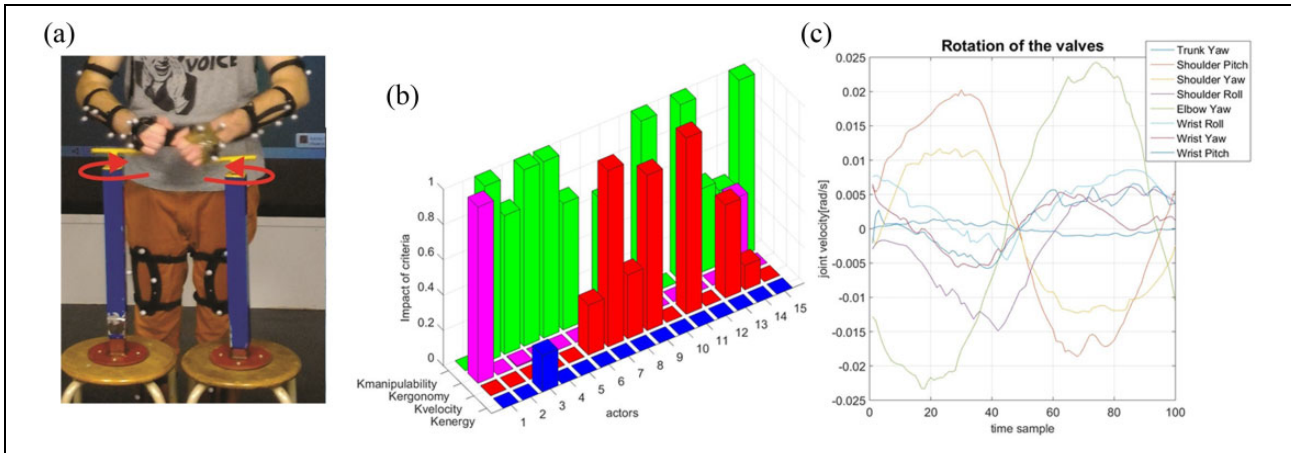 (a)
VOICE
(b)
1
0.8
0.6
0.4
0.2
0
Impact of criteria
Kmanipulability
Kergonomy
Kvelocity
Kenergy
1
2
3
4
5
6
7
8
9
10
11
12
13
14
15
actors
(c)
Rotation of the valves
0.025
0.02
0.015
0.01
0.005
0
-0.005
-0.01
-0.015
-0.02
-0.025
joint velocity[rad/s]
0
20
40
60
80
100
time sample
Trunk Yaw
Shoulder Pitch
Shoulder Yaw
Shoulder Roll
Elbow Yaw
Wrist Roll
Wrist Yaw
Wrist Pitch